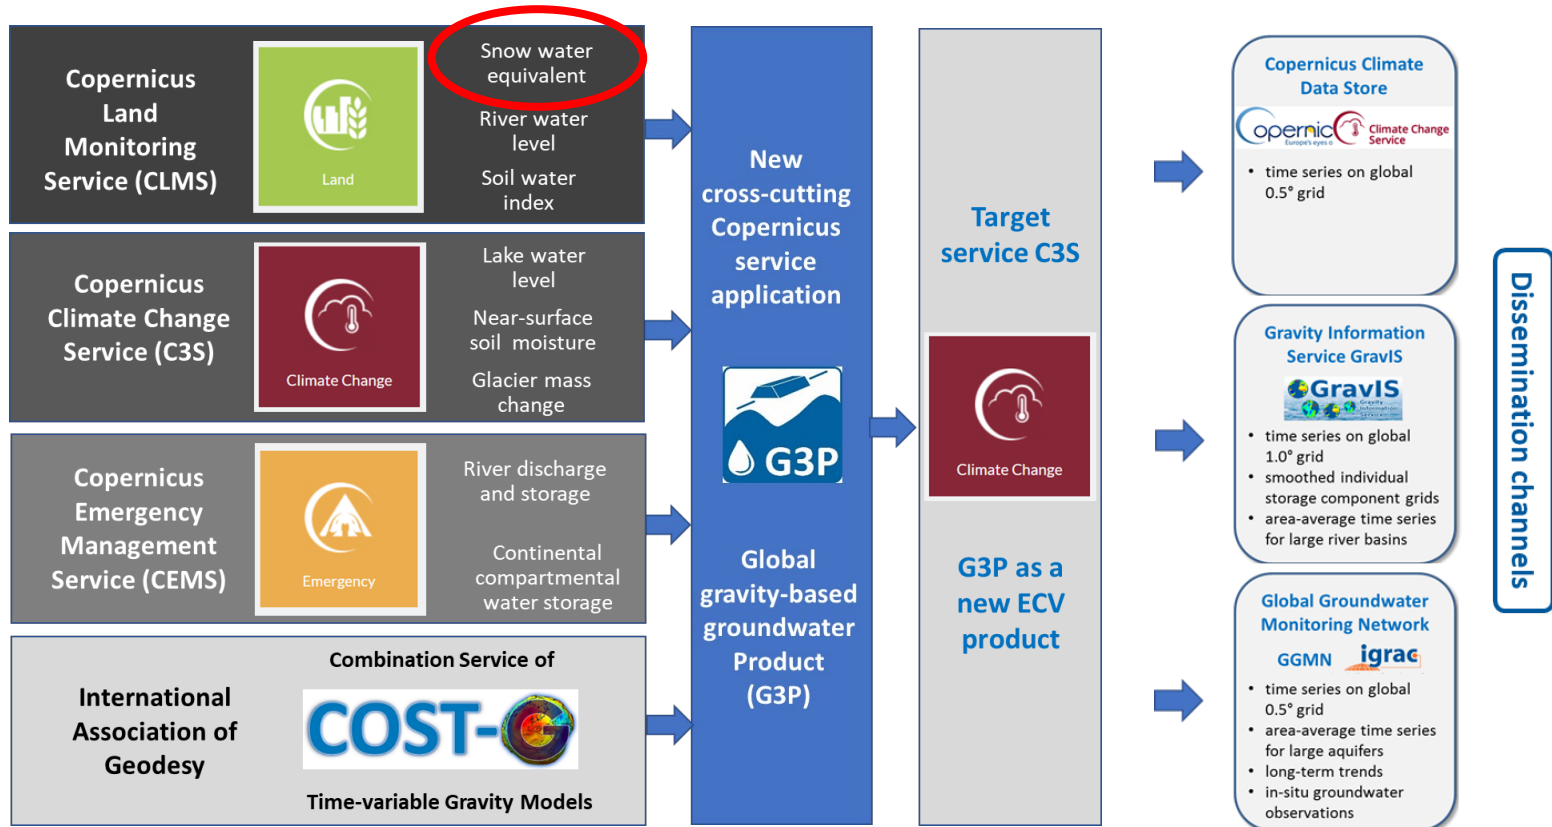 Copernicus
Land
Monitoring
Service (CLMS)
Land
Snow water
equivalent
River water
level
Soil water
index
Copernicus
Climate Change
Service (C3S)
Climate Change
Lake water
level
Near-surface
soil moisture
Glacier mass
change
Copernicus
Emergency
Management
Service (CEMS)
Emergency
River discharge
and storage
Continental
compartmental
water storage
International
Association of
Geodesy
Combination Service of
COST-G
Time-variable Gravity Models
New
cross-cutting
Copernicus
service
application
G3P
Global
gravity-based
groundwater
Product
(G3P)
Target
service C3S
Climate Change
G3P as a
new ECV
product
Copernicus Climate
Data Store
opernic
Europe's eyes o
Climate Change
Service
• time series on global
0.5° grid
Gravity Information
Service GravIS
GravIS
Gravity
Information
Service
• time series on global
1.0° grid
• smoothed individual
storage component grids
• area-average time series
for large river basins
Global Groundwater
Monitoring Network
GGMN igrac
• time series on global
0.5° grid
• area-average time series
for large aquifers
• long-term trends
• in-situ groundwater
observations
Dissemination channels